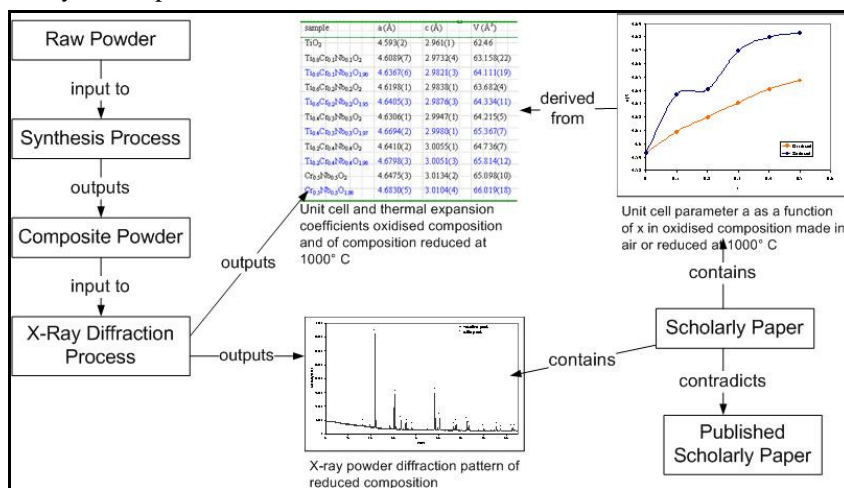 Raw Powder
input to
Synthesis Process
outputs
Composite Powder
input to
X-Ray Diffraction
Process
outputs
outputs
sample a (Å) c (Å) V (Å³)
TiO₂ 4.593(2) 2.961(1) 62.46
4.6089(7) 2.9732(4) 63.158(22)
4.6367(6) 2.9821(3) 64.111(19)
4.6198(1) 2.9838(1) 63.682(4)
4.6405(3) 2.9876(3) 64.334(11)
4.6306(1) 2.9947(1) 64.215(5)
4.6694(2) 2.9980(1) 65.367(7)
4.6410(2) 3.0055(1) 64.736(7)
4.6798(3) 3.0051(3) 65.814(12)
4.6475(3) 3.0134(2) 65.098(10)
4.6830(5) 3.0104(4) 66.019(18)
Unit cell and thermal expansion
coefficients oxidised composition
and of composition reduced at
1000° C
derived
from
Unit cell parameter a as a function
of x in oxidised composition made in
air or reduced at 1000° C
contains
Scholarly Paper
contains
contradicts
Published
Scholarly Paper
X-ray powder diffraction pattern of
reduced composition